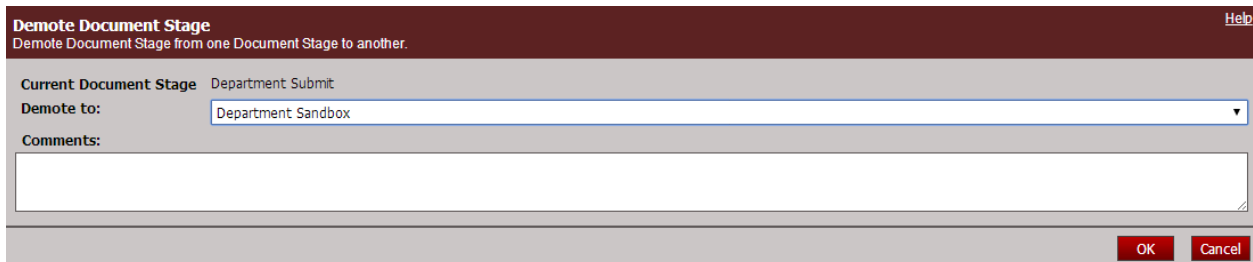 Demote Document Stage
Help
Demote Document Stage from one Document Stage to another.
Current Document Stage Department Submit
Demote to: Department Sandbox
Comments:
OK Cancel